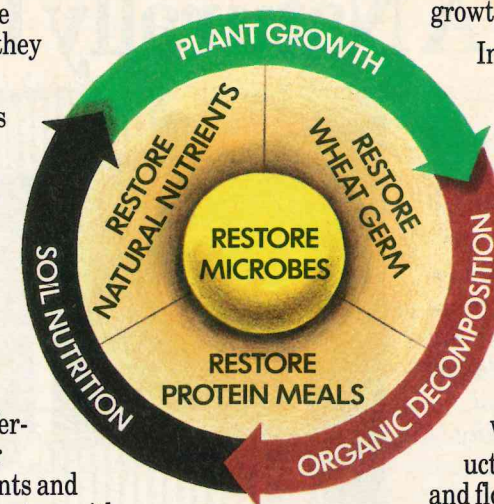 they
s
er-
nts and
growt
In
uct
and fl
PLANT GROWTH
ORGANIC DECOMPOSITION
SOIL NUTRITION
RESTORE
NATURAL NUTRIENTS
RESTORE
WHEAT GERM
RESTORE
MICROBES
RESTORE
PROTEIN MEALS